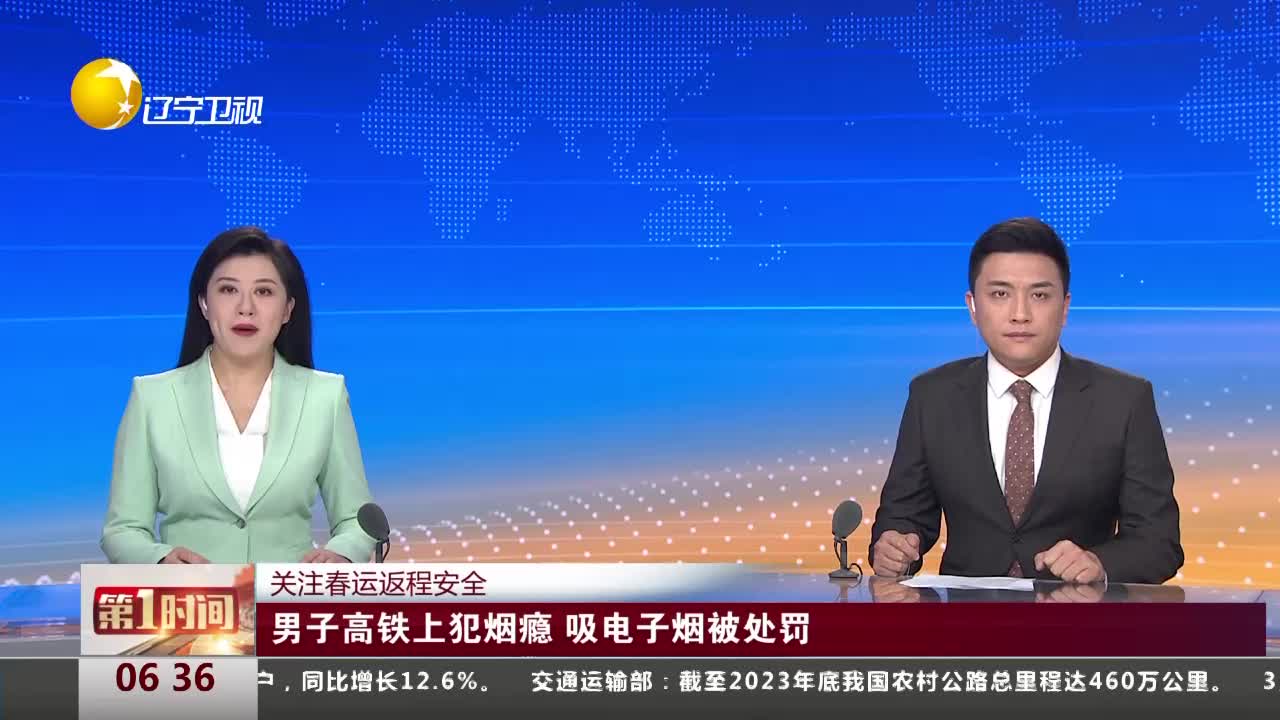 辽宁卫视
关注春运返程安全
第1时间
男子高铁上犯烟瘾 吸电子烟被处罚
06 36
户，同比增长12.6%。 交通运输部：截至2023年底我国农村公路总里程达460万公里。 3